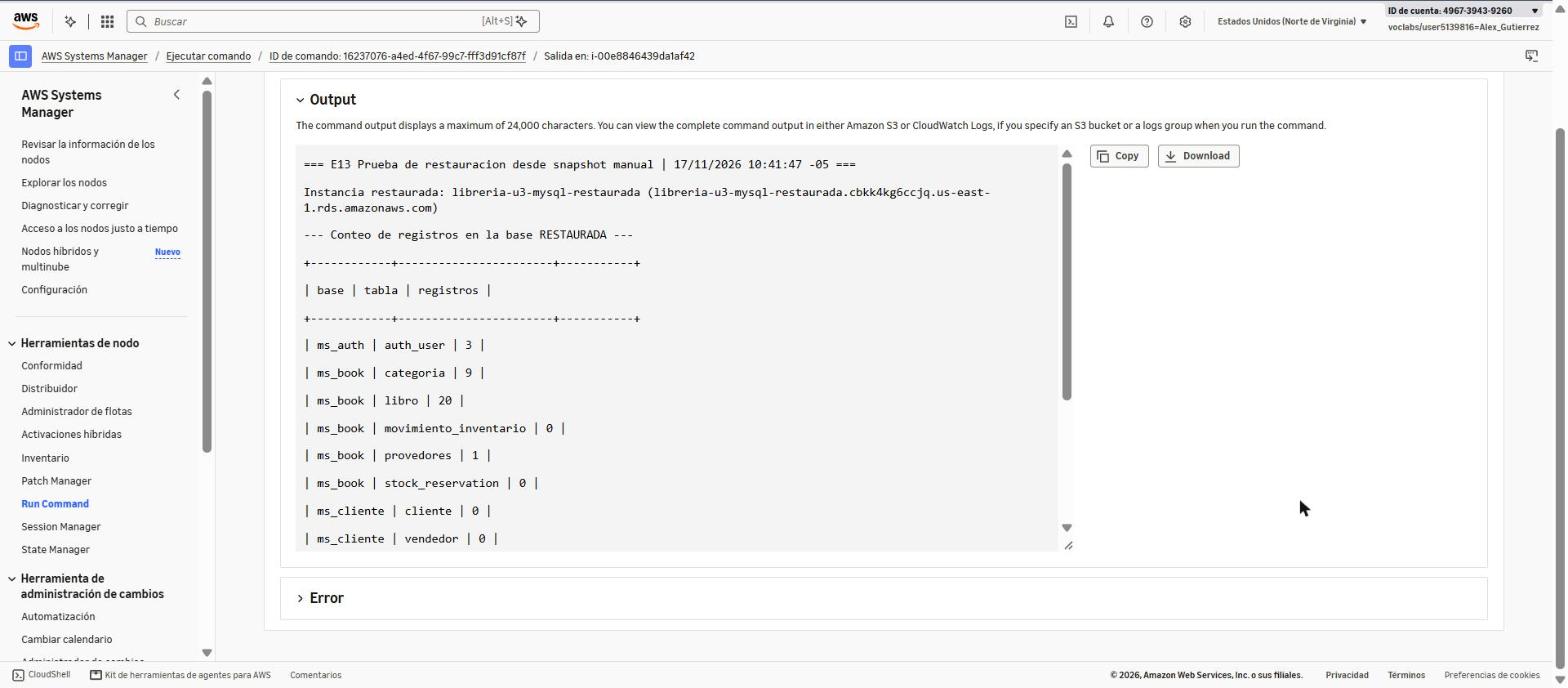 aws
Buscar
[Alt+S]
Estados Unidos (Norte de Virginia)
ID de cuenta: 4967-3943-9260
voclabs/user5139816=Alex_Gutierrez
AWS Systems Manager / Ejecutar comando / ID de comando: 16237076-a4ed-4f67-99c7-fff3d91cf87f / Salida en: i-00e8846439da1af42
AWS Systems
Manager
Revisar la información de los
nodos
Explorar los nodos
Diagnosticar y corregir
Acceso a los nodos justo a tiempo
Nodos híbridos y
multinube
Nuevo
Configuración
Herramientas de nodo
Conformidad
Distribuidor
Administrador de flotas
Activaciones híbridas
Inventario
Patch Manager
Run Command
Session Manager
State Manager
Herramienta de
administración de cambios
Automatización
Cambiar calendario
Administrador de cambios
Output
The command output displays a maximum of 24,000 characters. You can view the complete command output in either Amazon S3 or CloudWatch Logs, if you specify an S3 bucket or a logs group when you run the command.
=== E13 Prueba de restauracion desde snapshot manual | 17/11/2026 10:41:47 -05 ===
Instancia restaurada: libreria-u3-mysql-restaurada (libreria-u3-mysql-restaurada.cbkk4kg6ccjq.us-east-
1.rds.amazonaws.com)
--- Conteo de registros en la base RESTAURADA ---
+------------+----------------------+-----------+
| base | tabla | registros |
+------------+----------------------+-----------+
| ms_auth | auth_user | 3 |
| ms_book | categoria | 9 |
| ms_book | libro | 20 |
| ms_book | movimiento_inventario | 0 |
| ms_book | provedores | 1 |
| ms_book | stock_reservation | 0 |
| ms_cliente | cliente | 0 |
| ms_cliente | vendedor | 0 |
Copy
Download
Error
CloudShell
Kit de herramientas de agentes para AWS
Comentarios
© 2026, Amazon Web Services, Inc. o sus filiales.
Privacidad
Términos
Preferencias de cookies